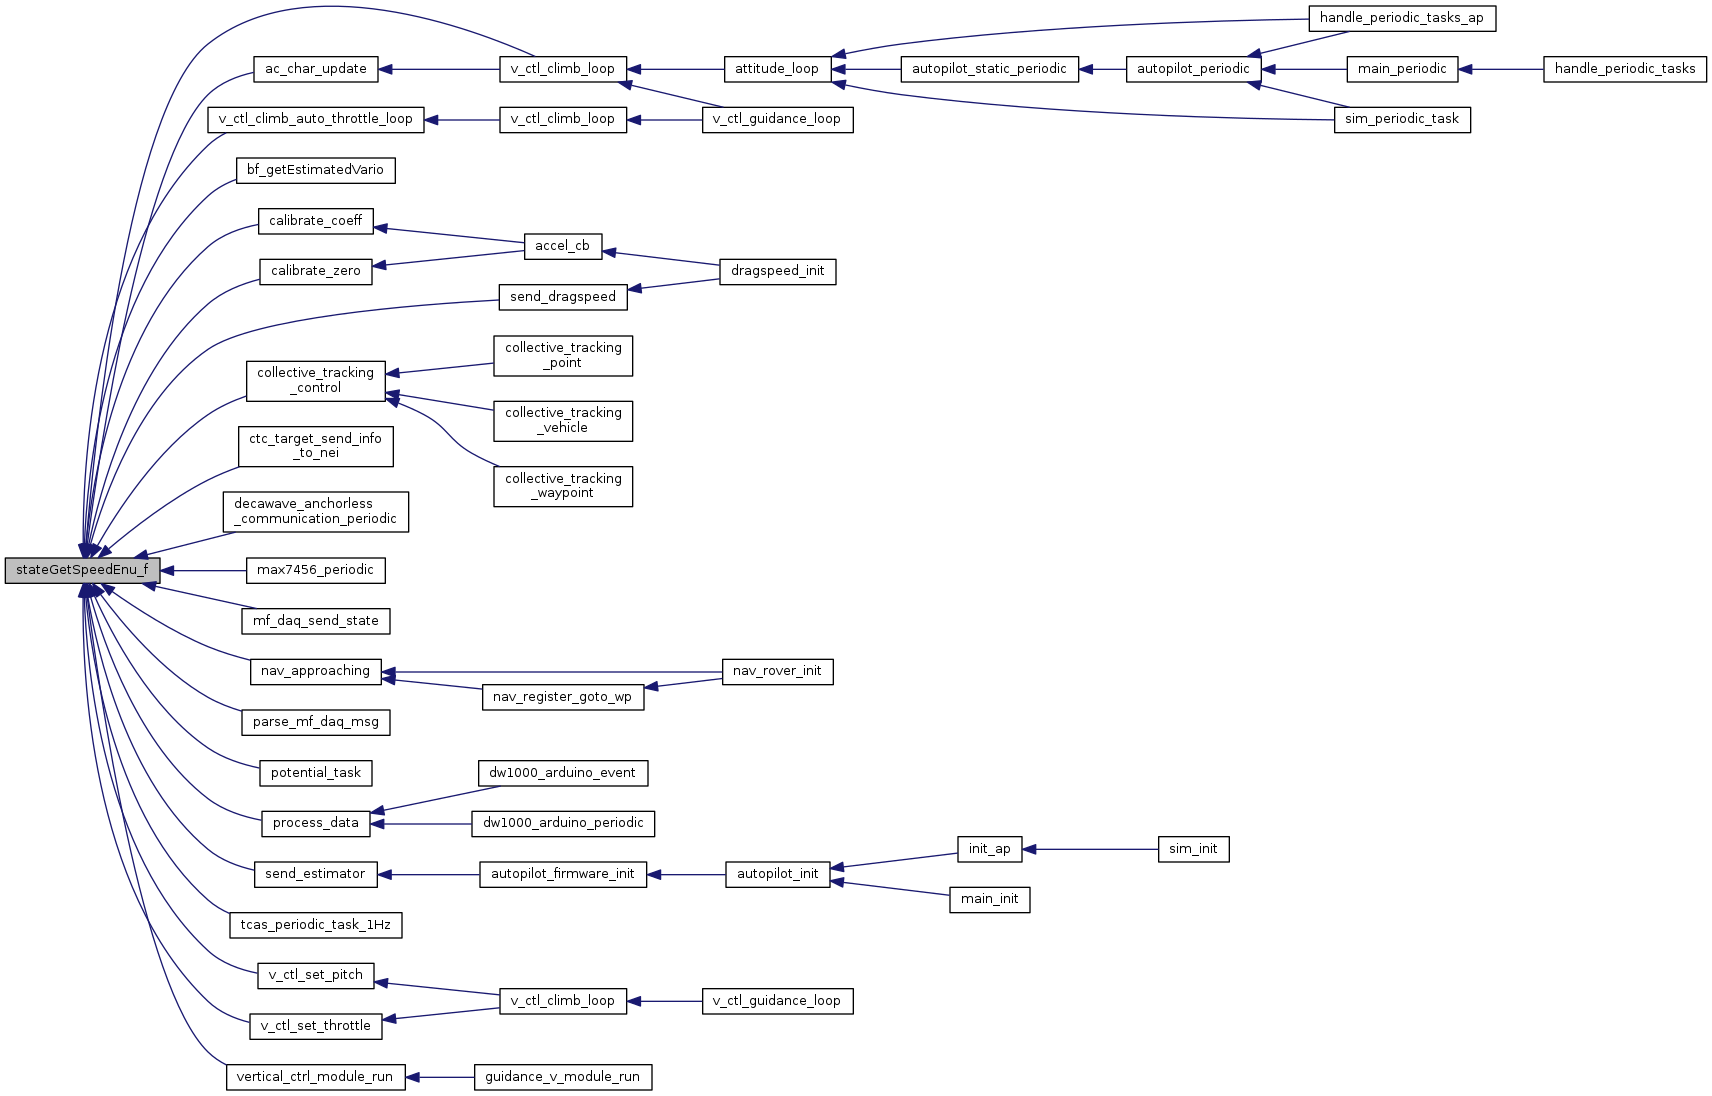 handle_periodic_tasks_ap
ac_char_update
v_ctl_climb_loop
attitude_loop
autopilot_static_periodic
autopilot_periodic
main_periodic
handle_periodic_tasks
v_ctl_climb_auto_throttle_loop
v_ctl_climb_loop
v_ctl_guidance_loop
sim_periodic_task
bf_getEstimatedVario
calibrate_coeff
accel_cb
calibrate_zero
dragspeed_init
send_dragspeed
collective_tracking
_point
collective_tracking
_control
collective_tracking
_vehicle
ctc_target_send_info
_to_nei
collective_tracking
_waypoint
decawave_anchorless
_communication_periodic
stateGetSpeedEnu_f
max7456_periodic
mf_daq_send_state
nav_approaching
nav_rover_init
nav_register_goto_wp
parse_mf_daq_msg
potential_task
dw1000_arduino_event
process_data
dw1000_arduino_periodic
init_ap
sim_init
send_estimator
autopilot_firmware_init
autopilot_init
main_init
tcas_periodic_task_1Hz
v_ctl_set_pitch
v_ctl_climb_loop
v_ctl_guidance_loop
v_ctl_set_throttle
vertical_ctrl_module_run
guidance_v_module_run